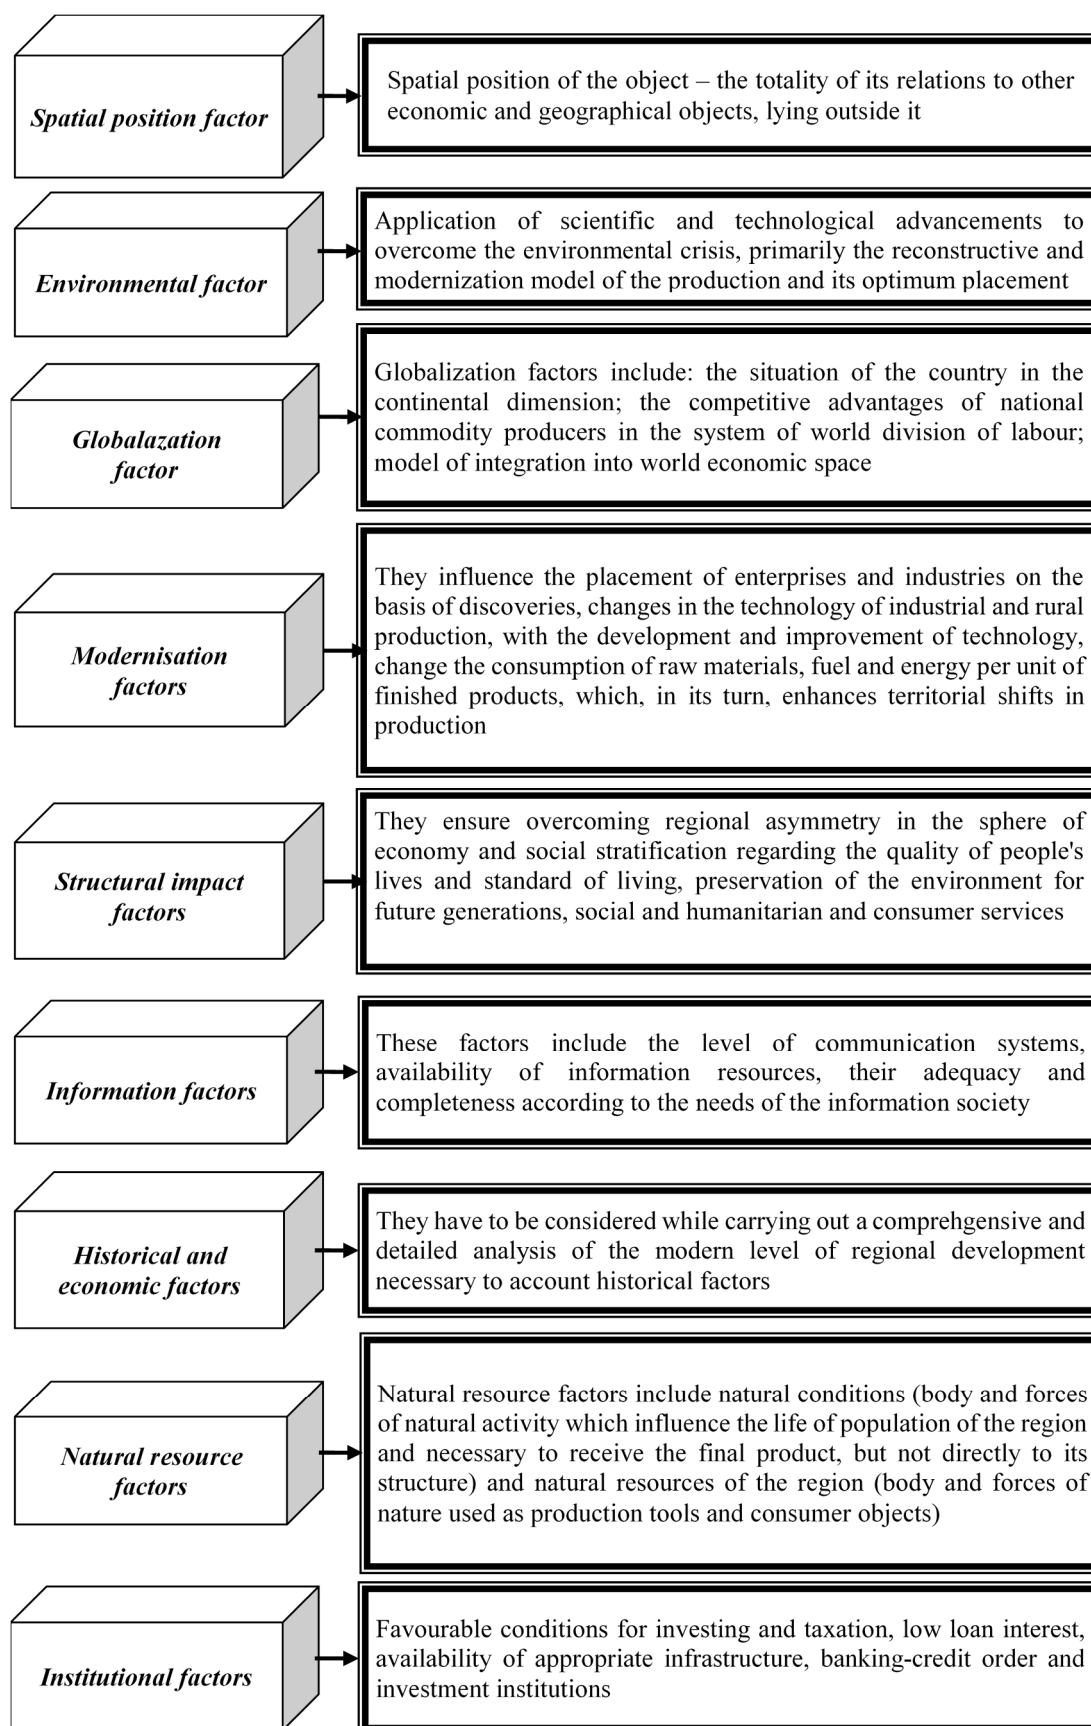 Spatial position factor
Spatial position of the object – the totality of its relations to other
economic and geographical objects, lying outside it
Environmental factor
Application of scientific and technological advancements to
overcome the environmental crisis, primarily the reconstructive and
modernization model of the production and its optimum placement
Globalazation
factor
Globalization factors include: the situation of the country in the
continental dimension; the competitive advantages of national
commodity producers in the system of world division of labour;
model of integration into world economic space
Modernisation
factors
They influence the placement of enterprises and industries on the
basis of discoveries, changes in the technology of industrial and rural
production, with the development and improvement of technology,
change the consumption of raw materials, fuel and energy per unit of
finished products, which, in its turn, enhances territorial shifts in
production
Structural impact
factors
They ensure overcoming regional asymmetry in the sphere of
economy and social stratification regarding the quality of people's
lives and standard of living, preservation of the environment for
future generations, social and humanitarian and consumer services
Information factors
These factors include the level of communication systems,
availability of information resources, their adequacy and
completeness according to the needs of the information society
Historical and
economic factors
They have to be considered while carrying out a comprehgensive and
detailed analysis of the modern level of regional development
necessary to account historical factors
Natural resource
factors
Natural resource factors include natural conditions (body and forces
of natural activity which influence the life of population of the region
and necessary to receive the final product, but not directly to its
structure) and natural resources of the region (body and forces of
nature used as production tools and consumer objects)
Institutional factors
Favourable conditions for investing and taxation, low loan interest,
availability of appropriate infrastructure, banking-credit order and
investment institutions